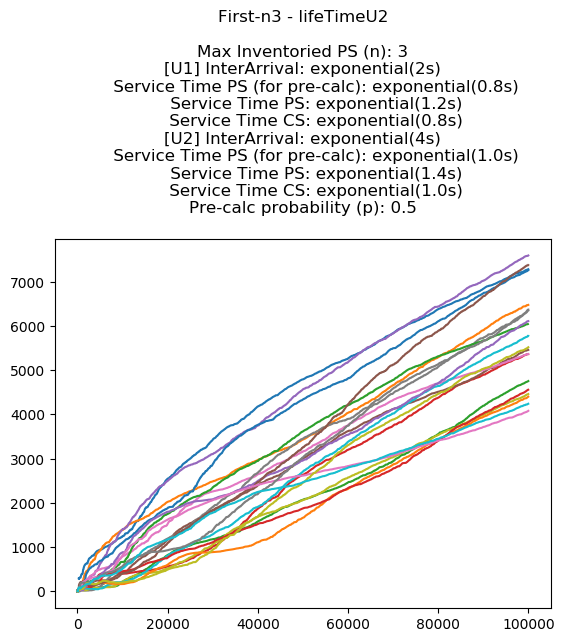 First-n3 - lifeTimeU2
Max Inventoried PS (n): 3
[U1] InterArrival: exponential(2s)
Service Time PS (for pre-calc): exponential(0.8s)
Service Time PS: exponential(1.2s)
Service Time CS: exponential(0.8s)
[U2] InterArrival: exponential(4s)
Service Time PS (for pre-calc): exponential(1.0s)
Service Time PS: exponential(1.4s)
Service Time CS: exponential(1.0s)
Pre-calc probability (p): 0.5
7000
6000
5000
4000
3000
2000
1000
0
0 20000 40000 60000 80000 100000